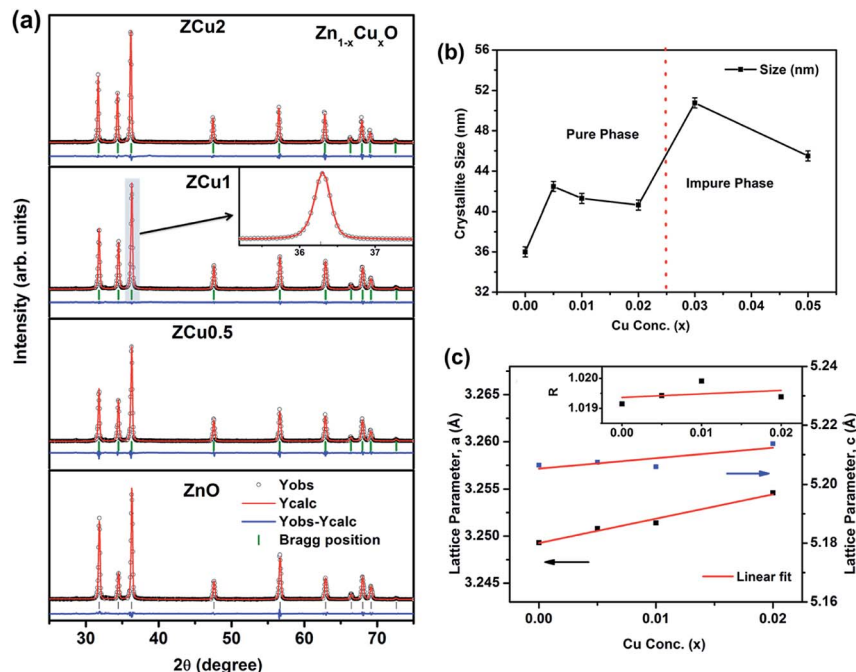 (a)
ZCu2
Zn1-xCuxO
ZCu1
36
37
ZCu0.5
ZnO
Yobs
Ycalc
Yobs-Ycalc
Bragg position
Intensity (arb. units)
30
40
50
60
70
2θ (degree)
(b)
56
52
48
44
40
36
32
Size (nm)
Pure Phase
Impure Phase
Crystallite Size (nm)
0.00
0.01
0.02
0.03
0.04
0.05
Cu Conc. (x)
(c)
3.265
3.260
3.255
3.250
3.245
Lattice Parameter, a (Å)
R
1.020
1.019
0.00
0.01
0.02
5.24
5.23
5.20
5.18
5.16
Lattice Parameter, c (Å)
Linear fit
0.00
0.01
0.02
Cu Conc. (x)